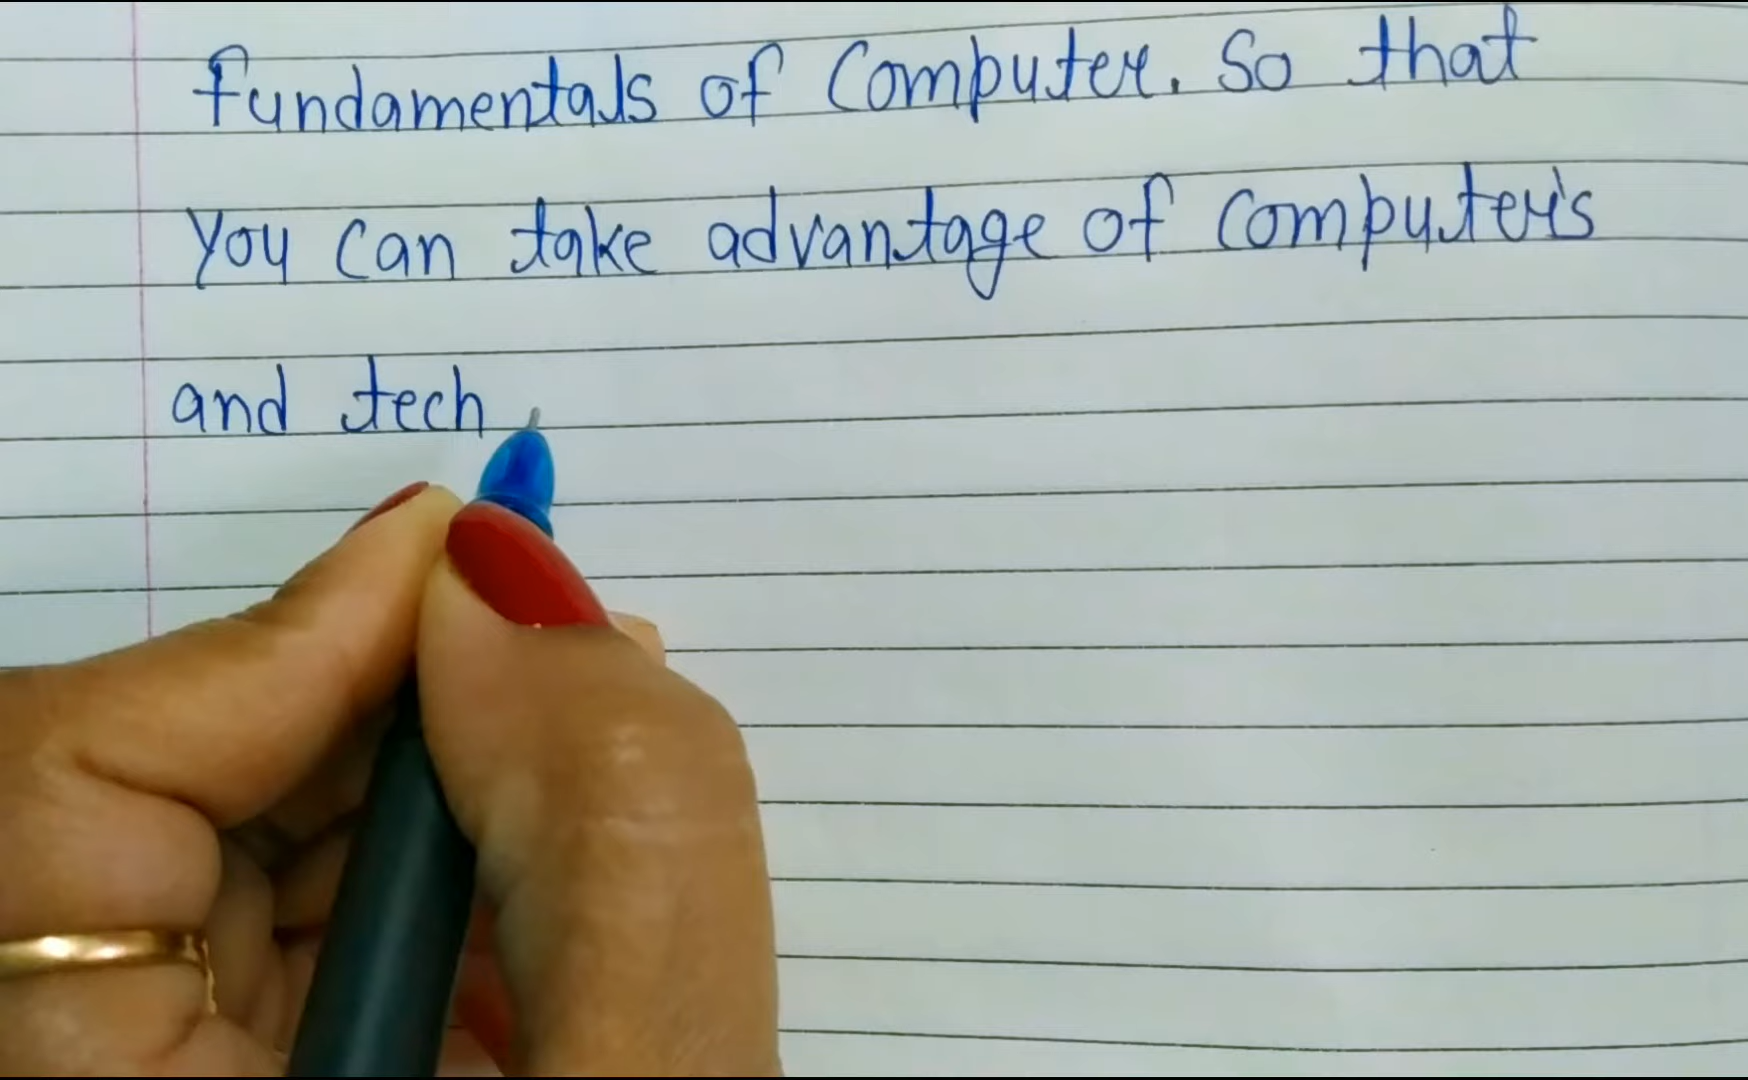 fundamentals of Computer. So that
you can take advantage of computer's
and tech